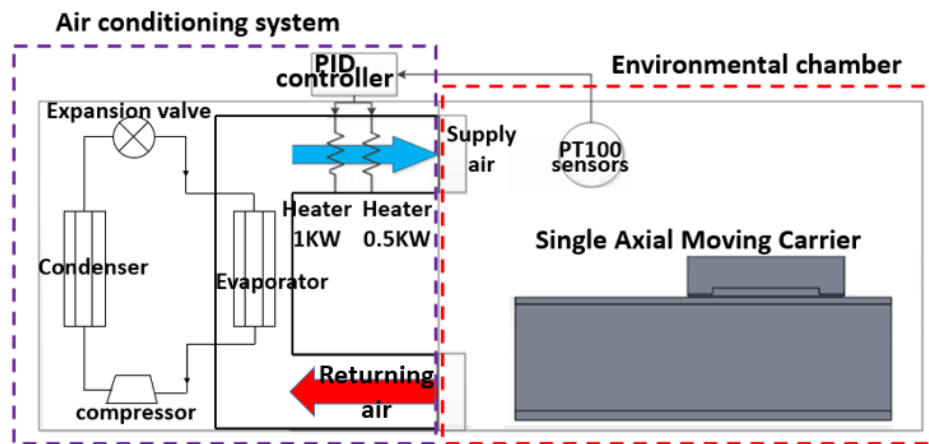 Air conditioning system
PID
controller
Environmental chamber
Expansion valve
Supply
air
PT100
sensors
Heater Heater
1KW 0.5KW
Single Axial Moving Carrier
Condenser
Evaporator
Returning
air
compressor